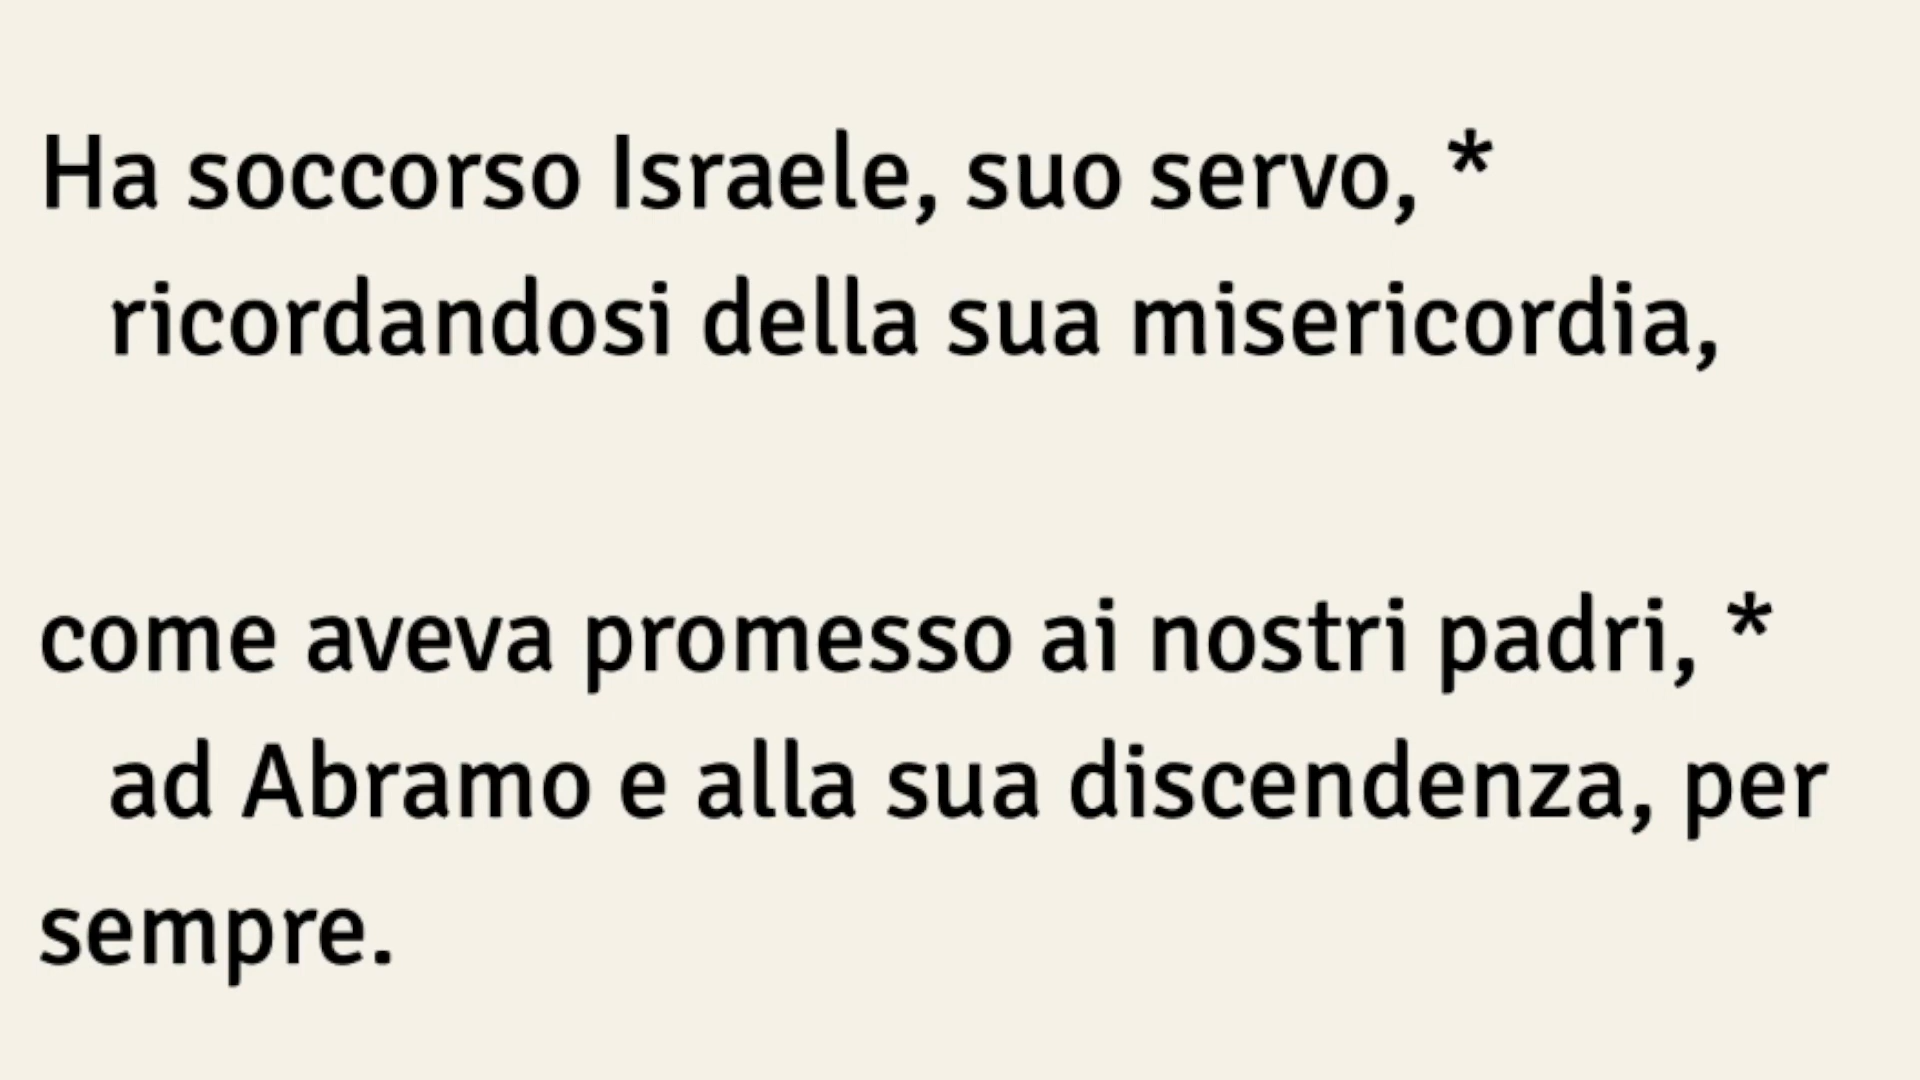 Ha soccorso Israele, suo servo, *
ricordandosi della sua misericordia,
come aveva promesso ai nostri padri, *
ad Abramo e alla sua discendenza, per
sempre.